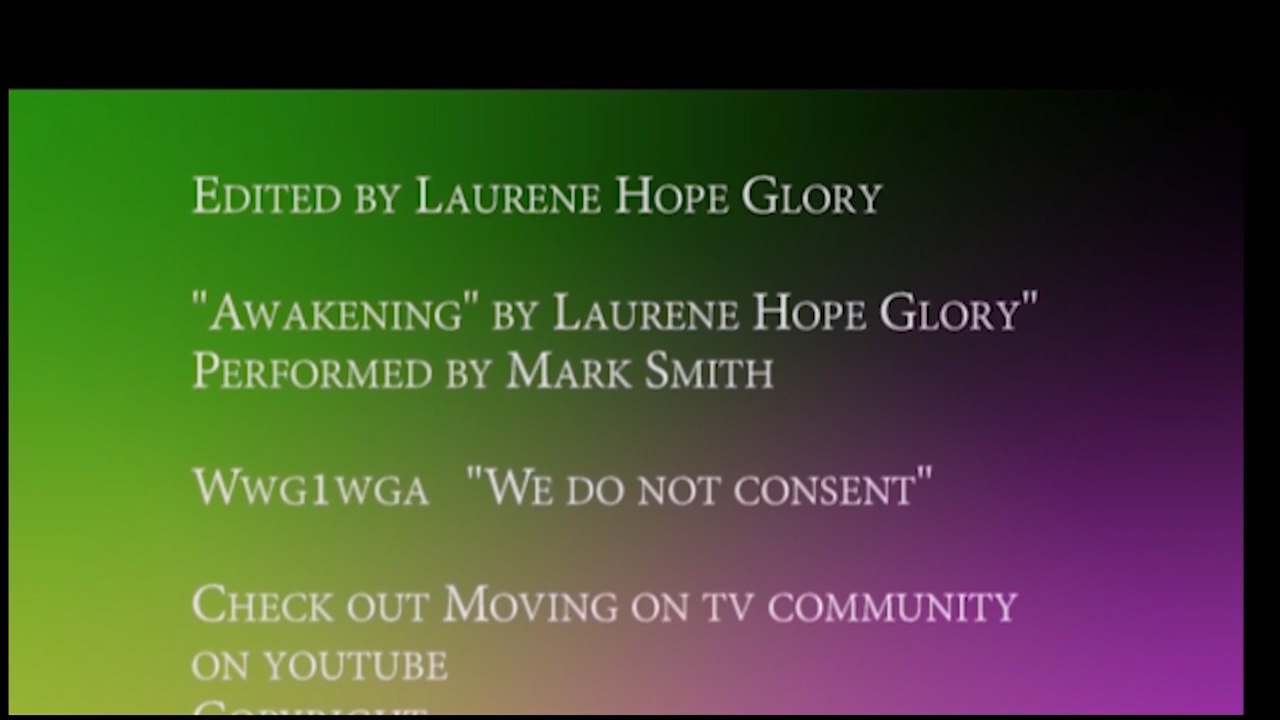 Edited by Laurene Hope Glory
"Awakening" by Laurene Hope Glory"
Performed by Mark Smith
Wwg1wga "We do not consent"
Check out Moving on tv community
on youtube
Copyright